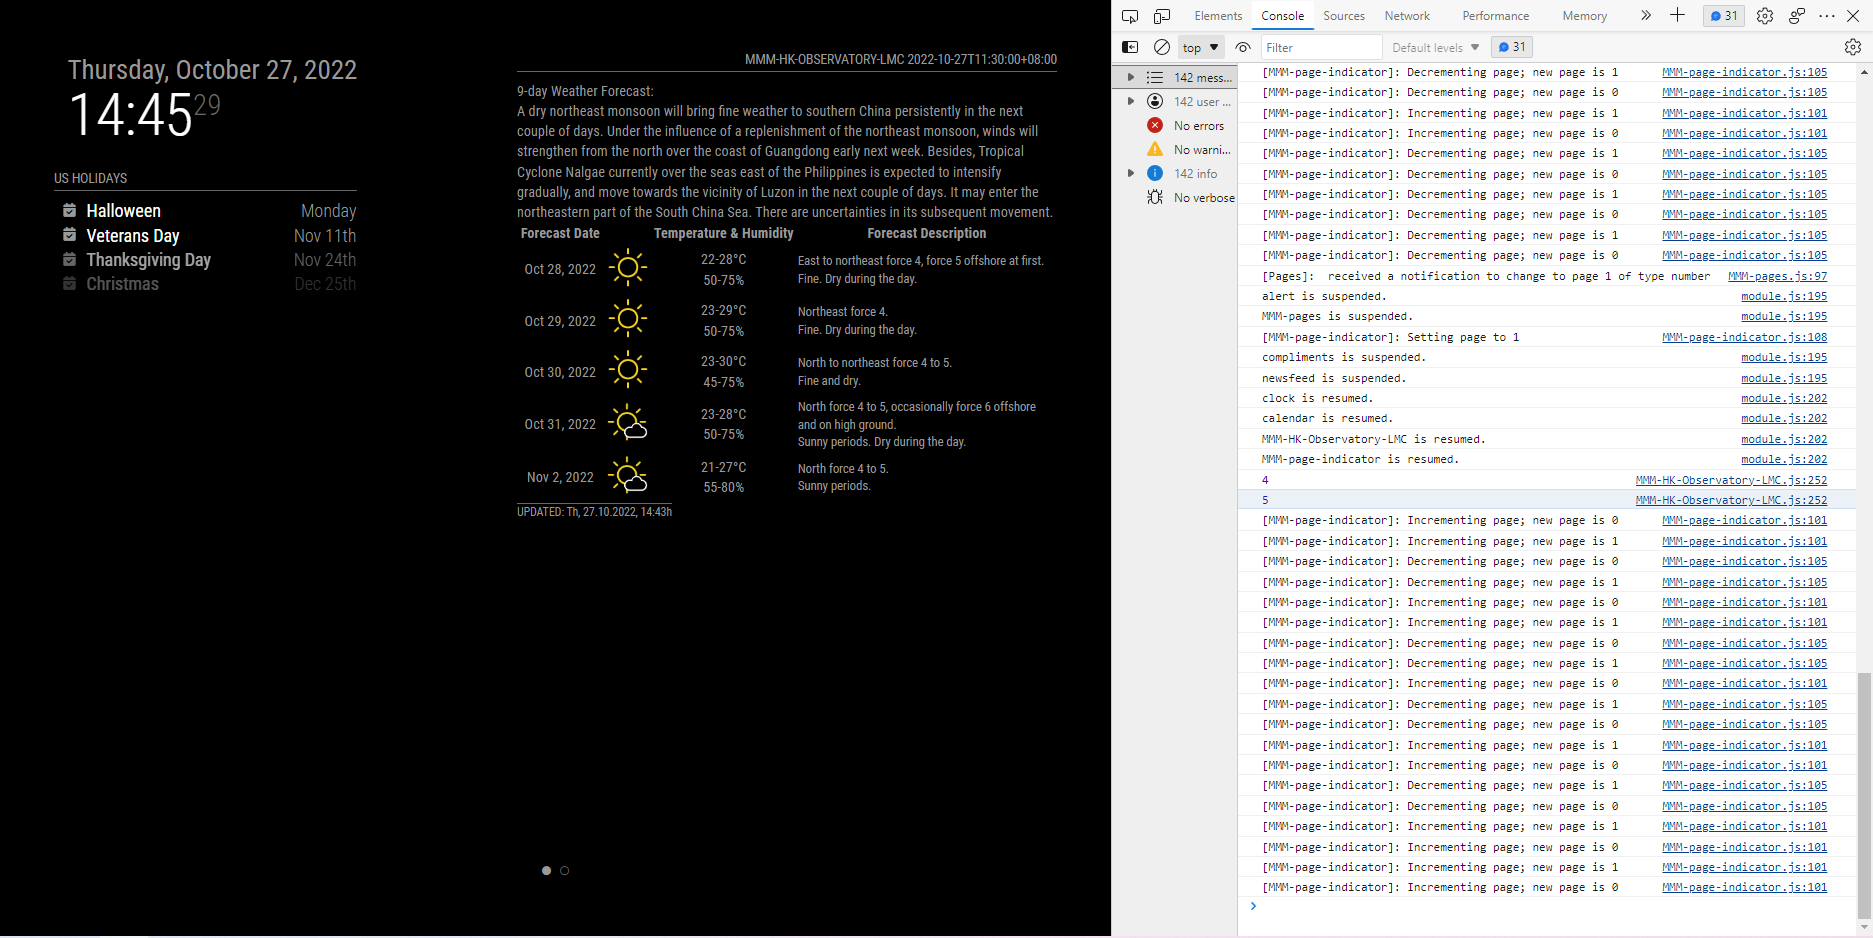 Thursday, October 27, 2022
14:45 29
US HOLIDAYS
Halloween Monday
Veterans Day Nov 11th
Thanksgiving Day Nov 24th
Christmas Dec 25th
MMM-HK-OBSERVATORY-LMC 2022-10-27T11:30:00+08:00
9-day Weather Forecast:
A dry northeast monsoon will bring fine weather to southern China persistently in the next
couple of days. Under the influence of a replenishment of the northeast monsoon, winds will
strengthen from the north over the coast of Guangdong early next week. Besides, Tropical
Cyclone Nalgae currently over the seas east of the Philippines is expected to intensify
gradually, and move towards the vicinity of Luzon in the next couple of days. It may enter the
northeastern part of the South China Sea. There are uncertainties in its subsequent movement.
Forecast Date Temperature & Humidity Forecast Description
Oct 28, 2022
22-28°C
50-75%
East to northeast force 4, force 5 offshore at first.
Fine. Dry during the day.
Oct 29, 2022
23-29°C
50-75%
Northeast force 4.
Fine. Dry during the day.
Oct 30, 2022
23-30°C
45-75%
North to northeast force 4 to 5.
Fine and dry.
Oct 31, 2022
23-28°C
50-75%
North force 4 to 5, occasionally force 6 offshore
and on high ground.
Sunny periods. Dry during the day.
Nov 2, 2022
21-27°C
55-80%
North force 4 to 5.
Sunny periods.
UPDATED: Th, 27.10.2022, 14:43h
Elements Console Sources Network Performance Memory 31
top Filter Default levels 31
142 mess...
142 user ...
No errors
No warni...
142 info
No verbose
[MMM-page-indicator]: Decrementing page; new page is 1 MMM-page-indicator.js:105
[MMM-page-indicator]: Decrementing page; new page is 0 MMM-page-indicator.js:105
[MMM-page-indicator]: Incrementing page; new page is 1 MMM-page-indicator.js:101
[MMM-page-indicator]: Incrementing page; new page is 0 MMM-page-indicator.js:101
[MMM-page-indicator]: Decrementing page; new page is 1 MMM-page-indicator.js:105
[MMM-page-indicator]: Decrementing page; new page is 0 MMM-page-indicator.js:105
[MMM-page-indicator]: Decrementing page; new page is 1 MMM-page-indicator.js:105
[MMM-page-indicator]: Decrementing page; new page is 0 MMM-page-indicator.js:105
[MMM-page-indicator]: Decrementing page; new page is 1 MMM-page-indicator.js:105
[MMM-page-indicator]: Decrementing page; new page is 0 MMM-page-indicator.js:105
[Pages]: received a notification to change to page 1 of type number MMM-pages.js:97
alert is suspended. module.js:195
MMM-pages is suspended. module.js:195
[MMM-page-indicator]: Setting page to 1 MMM-page-indicator.js:108
compliments is suspended. module.js:195
newsfeed is suspended. module.js:195
clock is resumed. module.js:202
calendar is resumed. module.js:202
MMM-HK-Observatory-LMC is resumed. module.js:202
MMM-page-indicator is resumed. module.js:202
4 MMM-HK-Observatory-LMC.js:252
5 MMM-HK-Observatory-LMC.js:252
[MMM-page-indicator]: Incrementing page; new page is 0 MMM-page-indicator.js:101
[MMM-page-indicator]: Incrementing page; new page is 1 MMM-page-indicator.js:101
[MMM-page-indicator]: Decrementing page; new page is 0 MMM-page-indicator.js:105
[MMM-page-indicator]: Decrementing page; new page is 1 MMM-page-indicator.js:105
[MMM-page-indicator]: Incrementing page; new page is 0 MMM-page-indicator.js:101
[MMM-page-indicator]: Incrementing page; new page is 1 MMM-page-indicator.js:101
[MMM-page-indicator]: Decrementing page; new page is 0 MMM-page-indicator.js:105
[MMM-page-indicator]: Decrementing page; new page is 1 MMM-page-indicator.js:105
[MMM-page-indicator]: Incrementing page; new page is 0 MMM-page-indicator.js:101
[MMM-page-indicator]: Decrementing page; new page is 1 MMM-page-indicator.js:105
[MMM-page-indicator]: Decrementing page; new page is 0 MMM-page-indicator.js:105
[MMM-page-indicator]: Incrementing page; new page is 1 MMM-page-indicator.js:101
[MMM-page-indicator]: Incrementing page; new page is 0 MMM-page-indicator.js:101
[MMM-page-indicator]: Decrementing page; new page is 1 MMM-page-indicator.js:105
[MMM-page-indicator]: Decrementing page; new page is 0 MMM-page-indicator.js:105
[MMM-page-indicator]: Incrementing page; new page is 1 MMM-page-indicator.js:101
[MMM-page-indicator]: Incrementing page; new page is 0 MMM-page-indicator.js:101
[MMM-page-indicator]: Incrementing page; new page is 1 MMM-page-indicator.js:101
[MMM-page-indicator]: Incrementing page; new page is 0 MMM-page-indicator.js:101